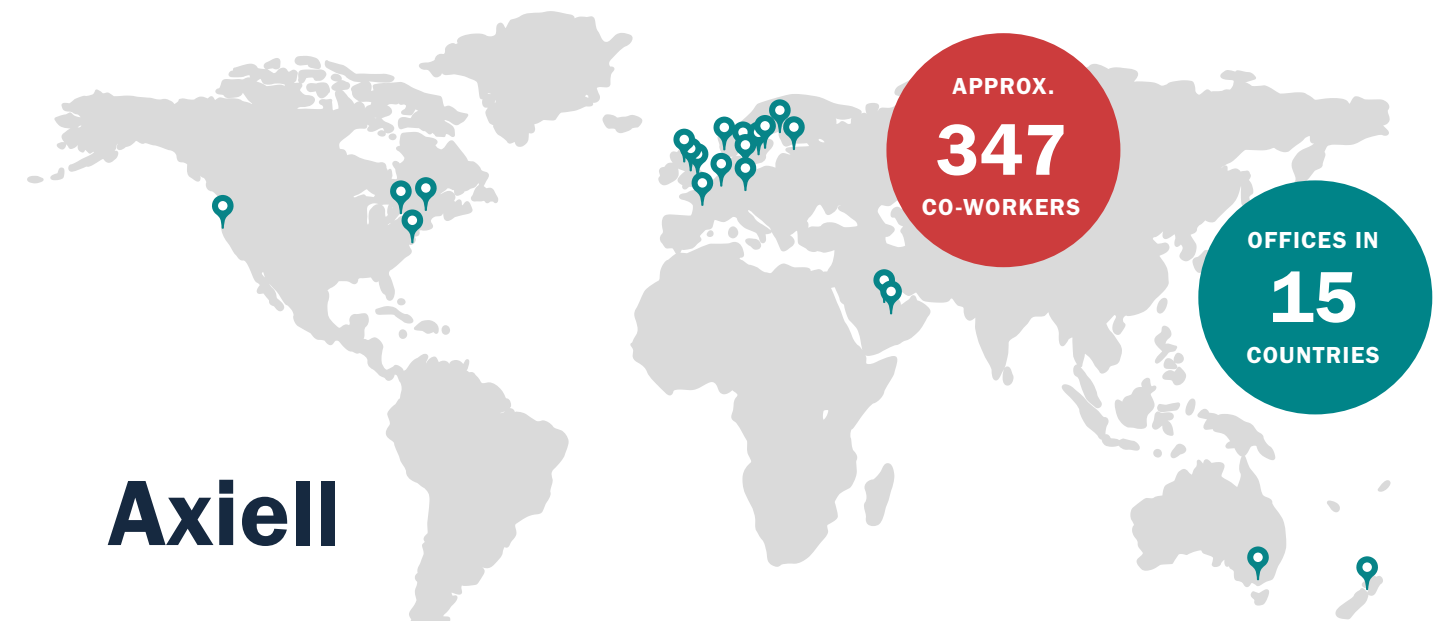 APPROX.
347
CO-WORKERS
OFFICES IN
15
COUNTRIES
Axiell